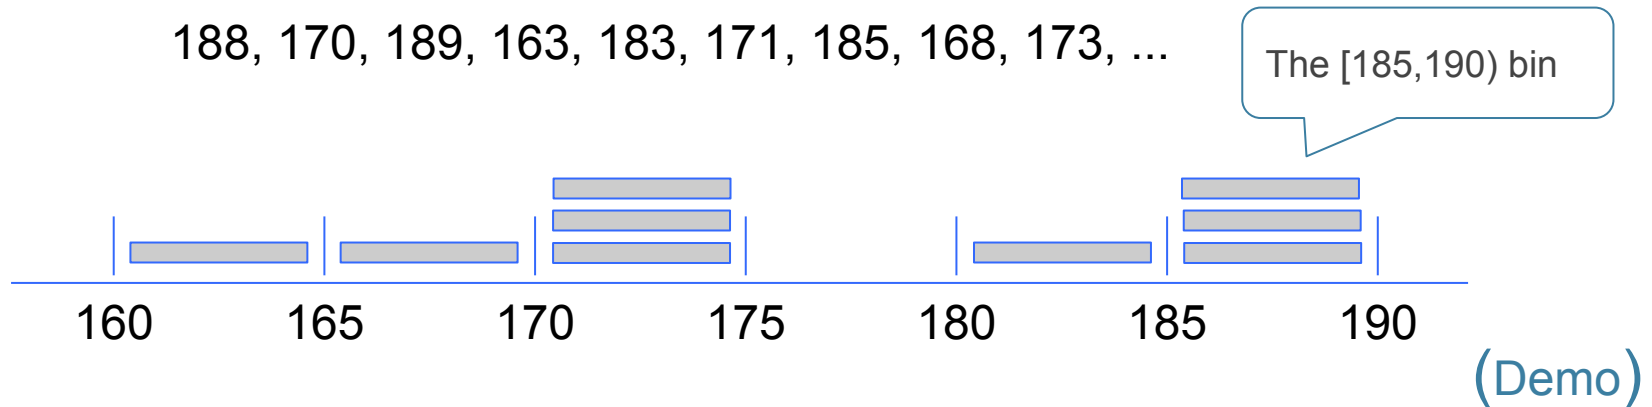 188, 170, 189, 163, 183, 171, 185, 168, 173, ...
The [185,190) bin
160 165 170 175 180 185 190
(Demo)